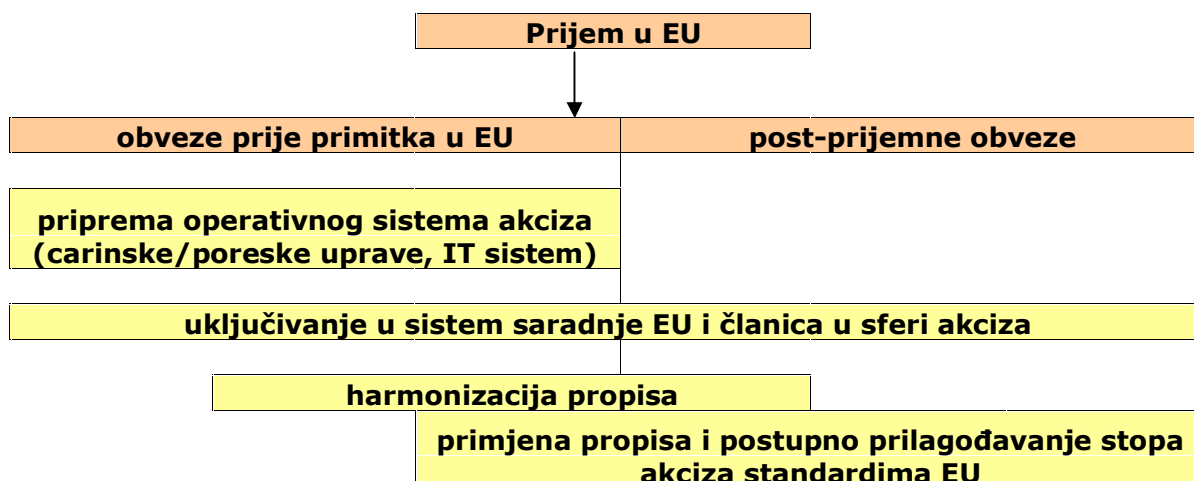 Prijem u EU
obveze prije primitka u EU
post-prijemne obveze
priprema operativnog sistema akciza
(carinske/poreske uprave, IT sistem)
uključivanje u sistem saradnje EU i članica u sferi akciza
harmonizacija propisa
primjena propisa i postupno prilagođavanje stopa
akciza standardima EU